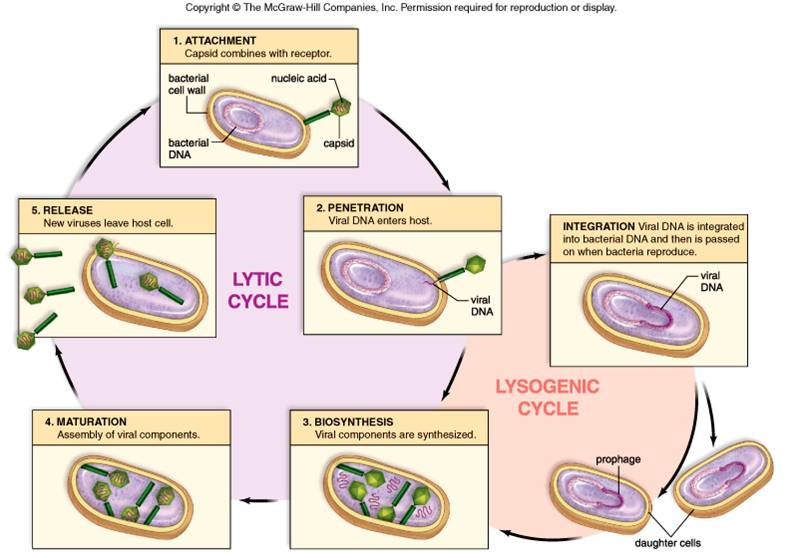 Copyright © The McGraw-Hill Companies, Inc. Permission required for reproduction or display.
1. ATTACHMENT
Capsid combines with receptor.
bacterial
cell wall
nucleic acid
bacterial
DNA
capsid
5. RELEASE
New viruses leave host cell.
2. PENETRATION
Viral DNA enters host.
viral
DNA
INTEGRATION Viral DNA is integrated
into bacterial DNA and then is passed
on when bacteria reproduce.
viral
DNA
LYTIC
CYCLE
LYSOGENIC
CYCLE
4. MATURATION
Assembly of viral components.
3. BIOSYNTHESIS
Viral components are synthesized.
prophage
daughter cells